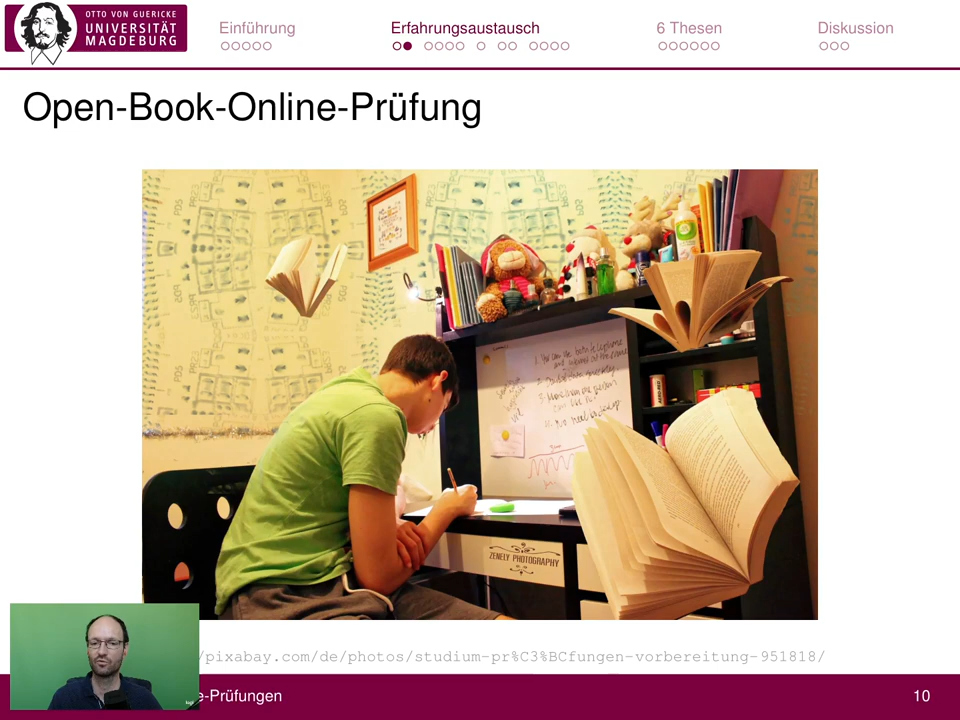 OTTO VON GUERICKE
UNIVERSITÄT
MAGDEBURG
Einführung
Erfahrungsaustausch
6 Thesen
Diskussion
Open-Book-Online-Prüfung
ZENELY PHOTOGRAPHY
/pixabay.com/de/photos/studium-pr%C3%BCfungen-vorbereitung-951818/
e-Prüfungen
10